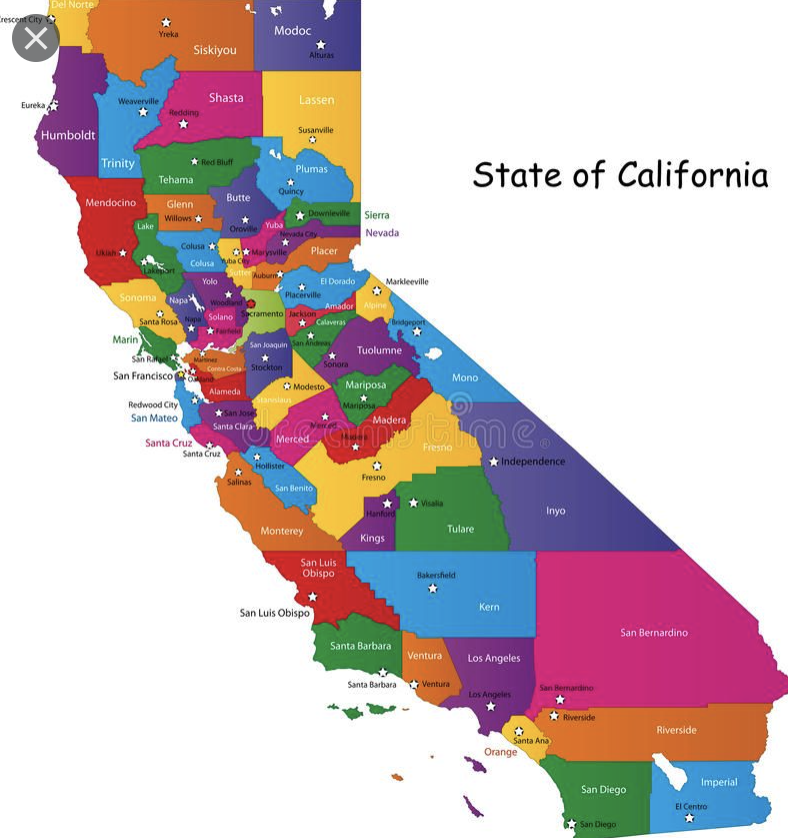 Del Norte
Crescent City
Yreka
Siskiyou
Modoc
Alturas
Eureka
Humboldt
Weaverville
Trinity
Redding
Shasta
Lassen
Susanville
Red Bluff
Tehama
Plumas
Quincy
Mendocino
Ukiah
Glenn
Willows
Butte
Oroville
Downieville
Sierra
Nevada
Nevada City
Yuba
Marysville
Placer
Auburn
Lake
Lakeport
Colusa
Colusa
Yuba City
Sutter
El Dorado
Placerville
Markleeville
Alpine
Sonoma
Santa Rosa
Napa
Napa
Yolo
Woodland
Sacramento
Solano
Fairfield
Amador
Jackson
Calaveras
San Andreas
Bridgeport
Mono
Tuolumne
Sonora
Marin
San Rafael
Martinez
Contra Costa
San Joaquin
Stockton
San Francisco
Oakland
Alameda
Modesto
Stanislaus
Mariposa
Mariposa
Redwood City
San Mateo
San Jose
Santa Clara
Santa Cruz
Santa Cruz
Merced
Merced
Madera
Madera
Hollister
San Benito
Salinas
Monterey
Fresno
Fresno
Independence
Inyo
Hanford
Kings
Visalia
Tulare
San Luis
Obispo
San Luis Obispo
Bakersfield
Kern
San Bernardino
San Bernardino
Santa Barbara
Santa Barbara
Ventura
Ventura
Los Angeles
Los Angeles
Riverside
Riverside
Santa Ana
Orange
San Diego
San Diego
Imperial
El Centro
State of California
dreamstime